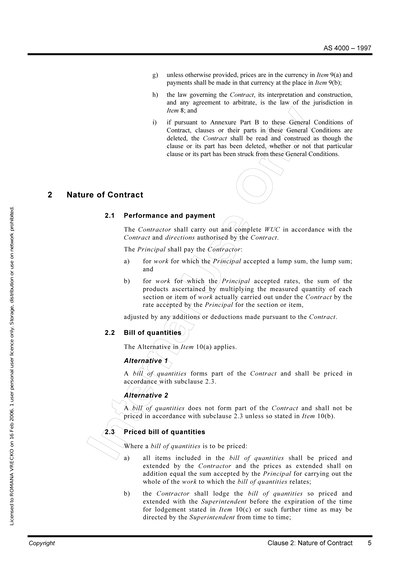 AS 4000 – 1997
g) unless otherwise provided, prices are in the currency in Item 9(a) and
payments shall be made in that currency at the place in Item 9(b);
h) the law governing the Contract, its interpretation and construction,
and any agreement to arbitrate, is the law of the jurisdiction in
Item 8; and
i) if pursuant to Annexure Part B to these General Conditions of
Contract, clauses or their parts in these General Conditions are
deleted, the Contract shall be read and construed as though the
clause or its part has been deleted, whether or not that particular
clause or its part has been struck from these General Conditions.
2 Nature of Contract
2.1 Performance and payment
The Contractor shall carry out and complete WUC in accordance with the
Contract and directions authorised by the Contract.
The Principal shall pay the Contractor:
a) for work for which the Principal accepted a lump sum, the lump sum;
and
b) for work for which the Principal accepted rates, the sum of the
products ascertained by multiplying the measured quantity of each
section or item of work actually carried out under the Contract by the
rate accepted by the Principal for the section or item,
adjusted by any additions or deductions made pursuant to the Contract.
2.2 Bill of quantities
The Alternative in Item 10(a) applies.
Alternative 1
A bill of quantities forms part of the Contract and shall be priced in
accordance with subclause 2.3.
Alternative 2
A bill of quantities does not form part of the Contract and shall not be
priced in accordance with subclause 2.3 unless so stated in Item 10(b).
2.3 Priced bill of quantities
Where a bill of quantities is to be priced:
a) all items included in the bill of quantities shall be priced and
extended by the Contractor and the prices as extended shall on
addition equal the sum accepted by the Principal for carrying out the
whole of the work to which the bill of quantities relates;
b) the Contractor shall lodge the bill of quantities so priced and
extended with the Superintendent before the expiration of the time
for lodgement stated in Item 10(c) or such further time as may be
directed by the Superintendent from time to time;
Copyright Clause 2: Nature of Contract 5
Licensed to ROMANA VRECKO on 16 Feb 2006. 1 user personal user licence only. Storage, distribution or use on network prohibited.